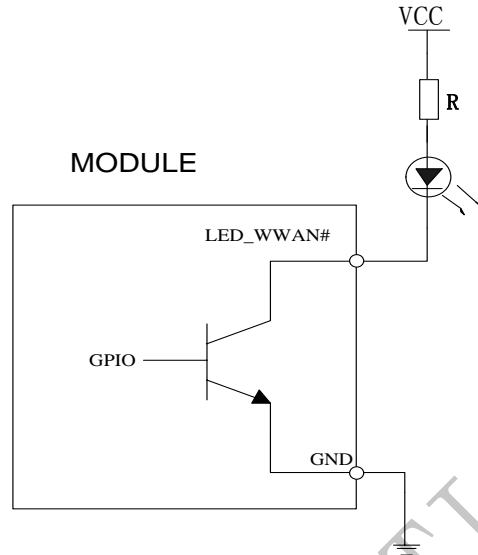 VCC
R
MODULE
LED_WWAN#
GPIO
GND